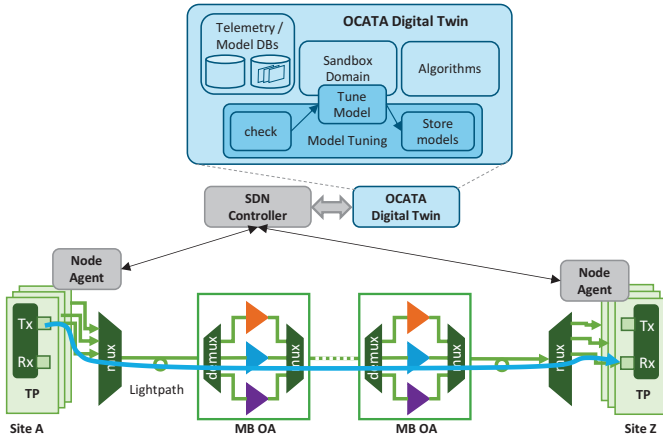 OCATA Digital Twin
Telemetry /
Model DBs
Sandbox
Domain
Algorithms
Tune
Model
check
Store
models
Model Tuning
SDN
Controller
OCATA
Digital Twin
Node
Agent
Node
Agent
Tx
Rx
TP
mux
Lightpath
demux
mux
demux
mux
mux
Tx
Rx
TP
Site A
MB OA
MB OA
Site Z